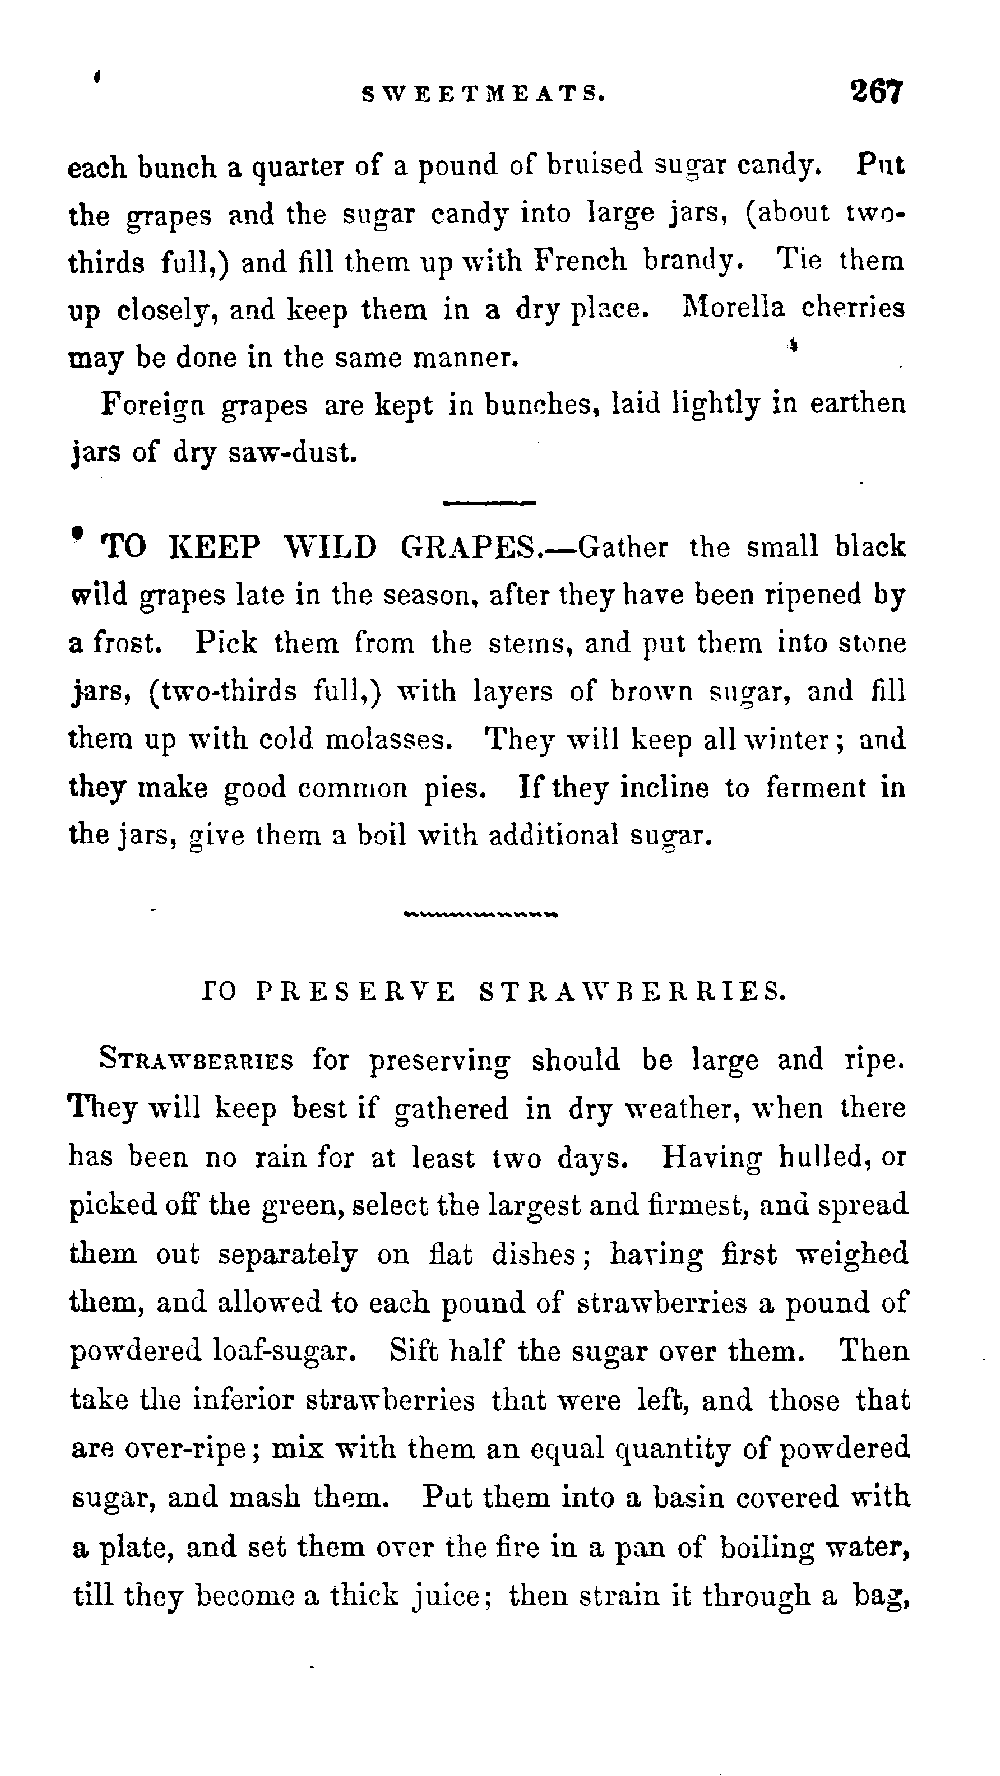 SWEETMEATS. 267
each bunch a quarter of a pound of bruised sugar candy. Put
the grapes and the sugar candy into large jars, (about two-
thirds full,) and fill them up with French brandy. Tie them
up closely, and keep them in a dry place. Morella cherries
may be done in the same manner.
Foreign grapes are kept in bunches, laid lightly in earthen
jars of dry saw-dust.
TO KEEP WILD GRAPES.—Gather the small black
wild grapes late in the season, after they have been ripened by
a frost. Pick them from the stems, and put them into stone
jars, (two-thirds full,) with layers of brown sugar, and fill
them up with cold molasses. They will keep all winter; and
they make good common pies. If they incline to ferment in
the jars, give them a boil with additional sugar.
TO PRESERVE STRAWBERRIES.
STRAWBERRIES for preserving should be large and ripe.
They will keep best if gathered in dry weather, when there
has been no rain for at least two days. Having hulled, or
picked off the green, select the largest and firmest, and spread
them out separately on flat dishes; having first weighed
them, and allowed to each pound of strawberries a pound of
powdered loaf-sugar. Sift half the sugar over them. Then
take the inferior strawberries that were left, and those that
are over-ripe; mix with them an equal quantity of powdered
sugar, and mash them. Put them into a basin covered with
a plate, and set them over the fire in a pan of boiling water,
till they become a thick juice; then strain it through a bag,